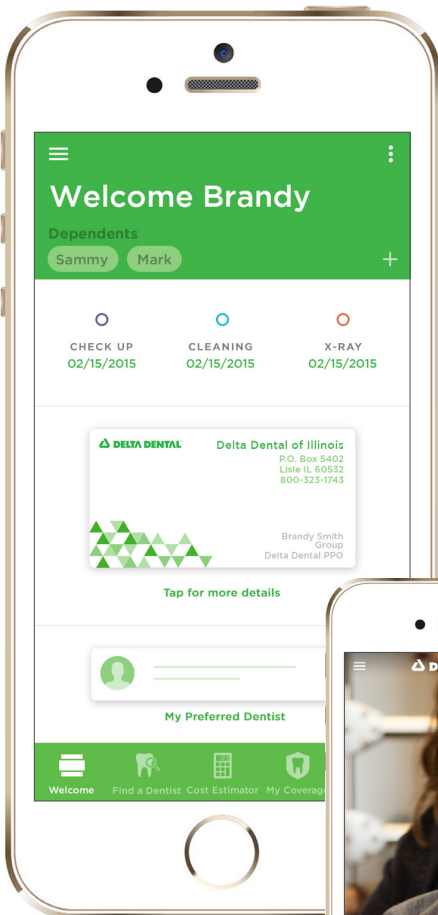 Welcome Brandy
Dependents
Sammy Mark +
CHECK UP CLEANING X-RAY
02/15/2015 02/15/2015 02/15/2015
DELTA DENTAL Delta Dental of Illinois
P.O. Box 5402
Lisle IL 60532
800-323-1743
Brandy Smith
Group
Delta Dental PPO
Tap for more details
My Preferred Dentist
Welcome Find a Dentist Cost Estimator My Coverag